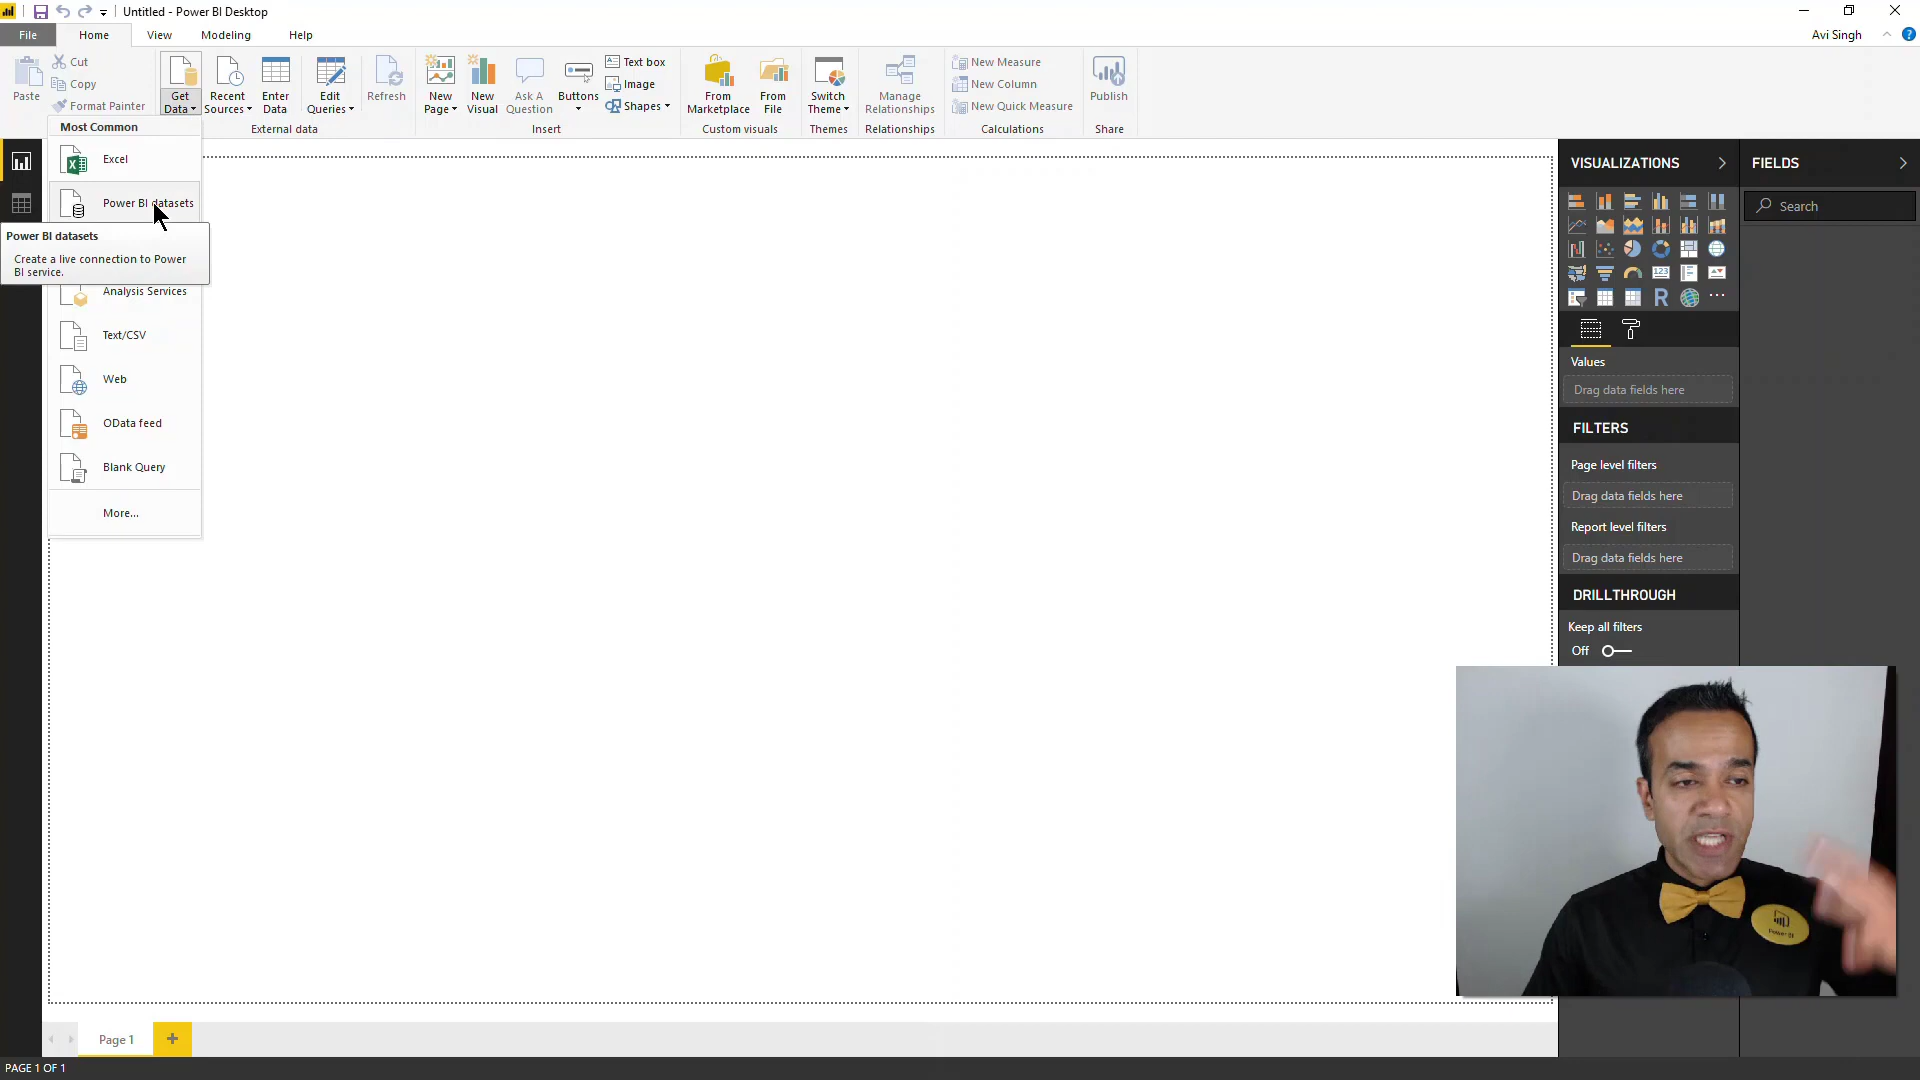 Untitled - Power BI Desktop
File
Home
View
Modeling
Help
Avi Singh
Paste
Cut
Copy
Format Painter
Get Data
Recent Sources
Enter Data
Edit Queries
Refresh
New Page
New Visual
Ask A Question
Buttons
Text box
Image
Shapes
From Marketplace
From File
Switch Theme
Manage Relationships
New Measure
New Column
New Quick Measure
Publish
External data
Insert
Custom visuals
Themes
Relationships
Calculations
Share
Most Common
Excel
Power BI datasets
Power BI datasets
Create a live connection to Power
BI service.
Analysis Services
Text/CSV
Web
OData feed
Blank Query
More...
VISUALIZATIONS
FIELDS
Search
123
R
Values
Drag data fields here
FILTERS
Page level filters
Drag data fields here
Report level filters
Drag data fields here
DRILLTHROUGH
Keep all filters
Off
Power BI
Page 1
PAGE 1 OF 1